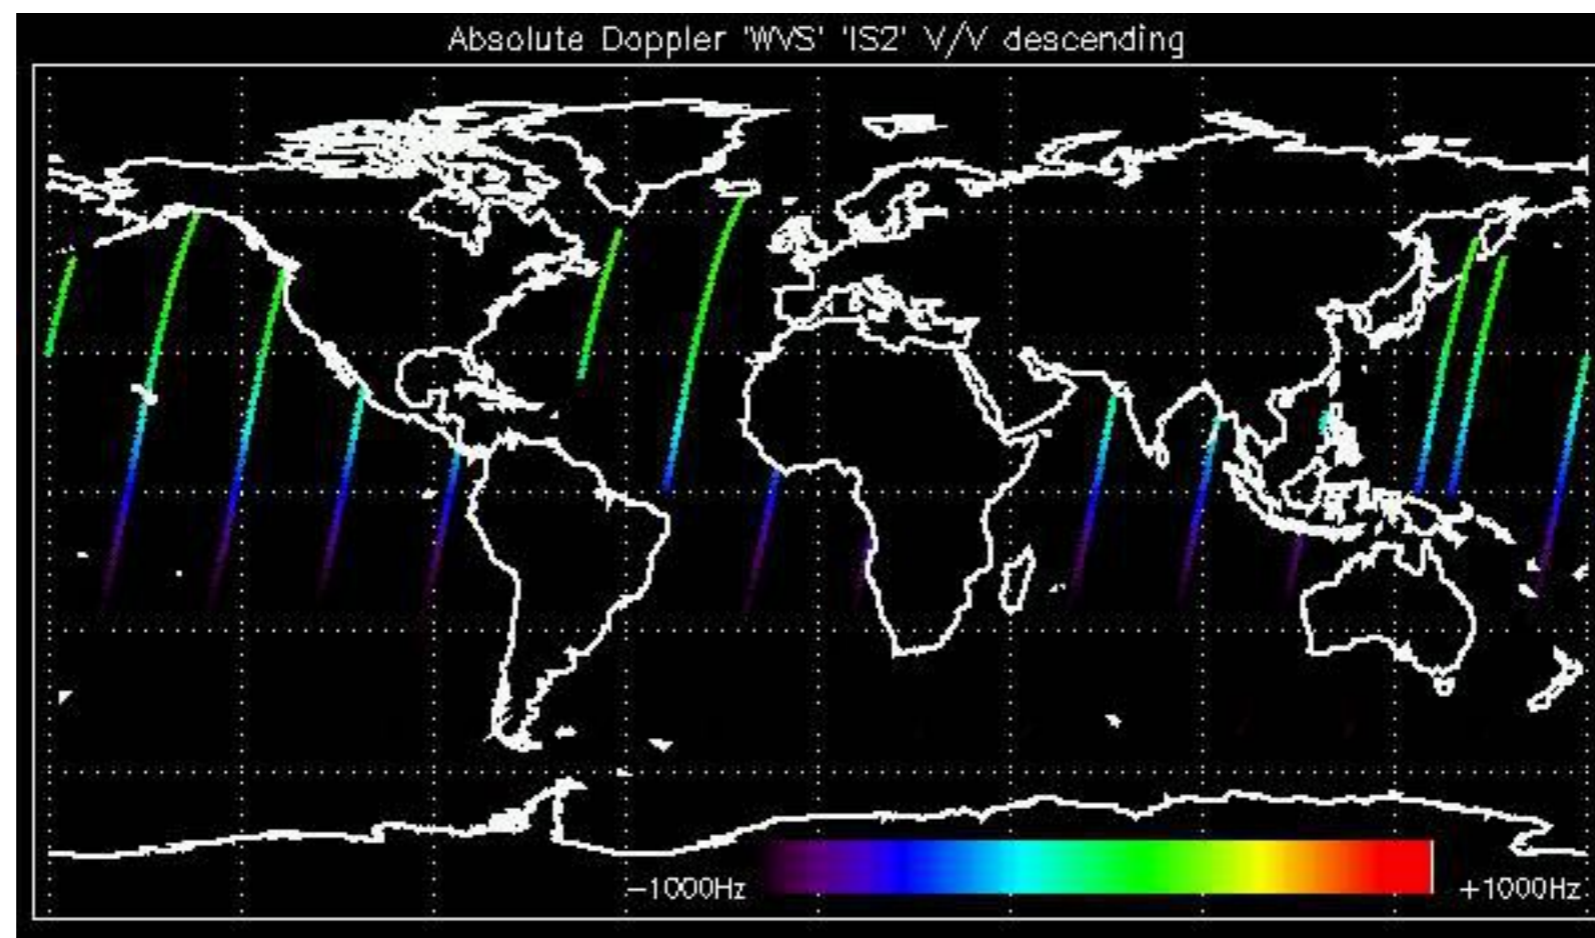 Absolute Doppler 'WVS' 'IS2' V/V descending
-1000Hz +1000Hz